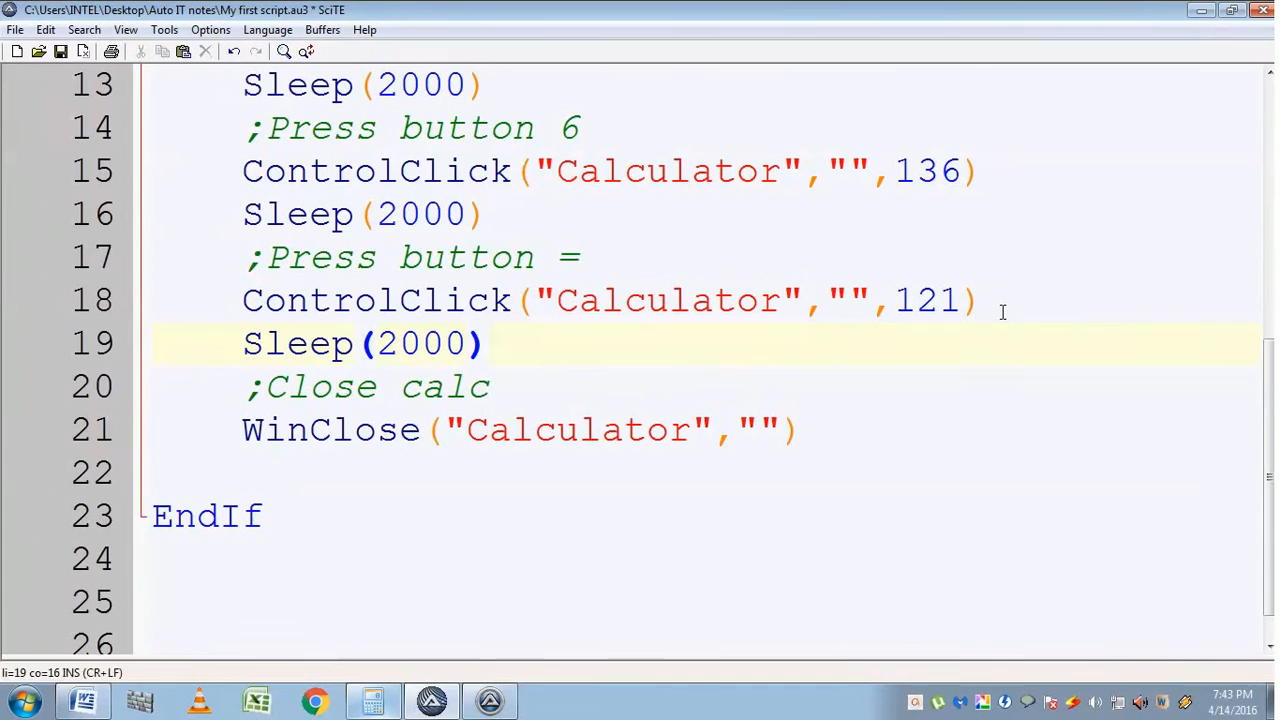 C:\Users\INTEL\Desktop\Auto IT notes\My first script.au3 * SciTE
File Edit Search View Tools Options Language Buffers Help
13 Sleep(2000)
14 ;Press button 6
15 ControlClick("Calculator","",136)
16 Sleep(2000)
17 ;Press button =
18 ControlClick("Calculator","",121)
19 Sleep(2000)
20 ;Close calc
21 WinClose("Calculator","")
22
23 EndIf
24
25
26
li=19 co=16 INS (CR+LF)
7:43 PM
4/14/2016